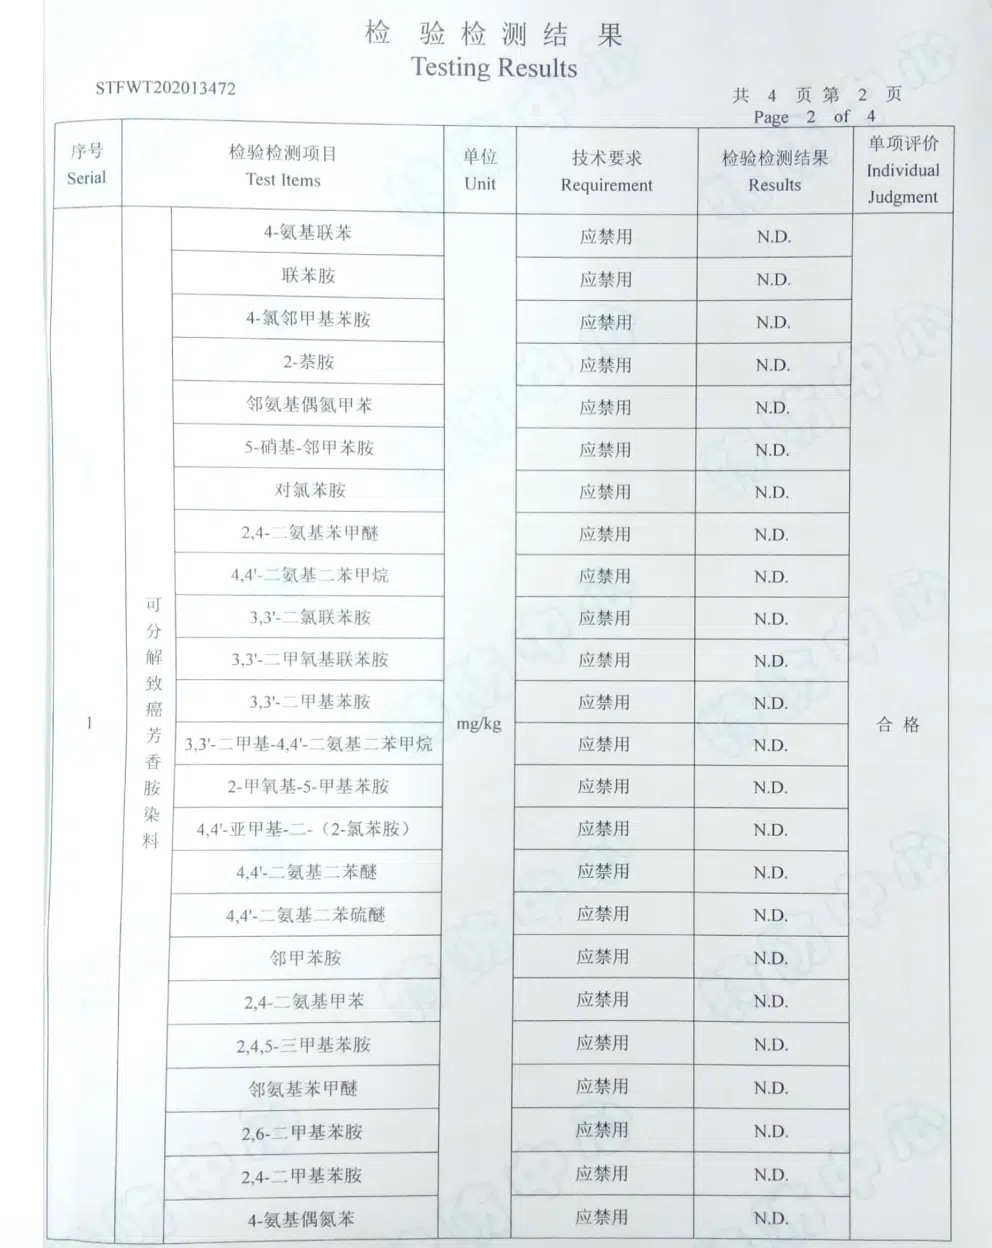 检 验 检 测 结 果
Testing Results
STFWT202013472
共 4 页 第 2 页
Page 2 of 4
序号 检验检测项目 单位 技术要求 检验检测结果 单项评价
Serial Test Items Unit Requirement Results Individual Judgment
1 可分解致癌芳香胺染料 mg/kg 合 格
4-氨基联苯 应禁用 N.D.
联苯胺 应禁用 N.D.
4-氯邻甲基苯胺 应禁用 N.D.
2-萘胺 应禁用 N.D.
邻氨基偶氮甲苯 应禁用 N.D.
5-硝基-邻甲苯胺 应禁用 N.D.
对氯苯胺 应禁用 N.D.
2,4-二氨基苯甲醚 应禁用 N.D.
4,4'-二氨基二苯甲烷 应禁用 N.D.
3,3'-二氯联苯胺 应禁用 N.D.
3,3'-二甲氧基联苯胺 应禁用 N.D.
3,3'-二甲基苯胺 应禁用 N.D.
3,3'-二甲基-4,4'-二氨基二苯甲烷 应禁用 N.D.
2-甲氧基-5-甲基苯胺 应禁用 N.D.
4,4'-亚甲基-二-（2-氯苯胺） 应禁用 N.D.
4,4'-二氨基二苯醚 应禁用 N.D.
4,4'-二氨基二苯硫醚 应禁用 N.D.
邻甲苯胺 应禁用 N.D.
2,4-二氨基甲苯 应禁用 N.D.
2,4,5-三甲基苯胺 应禁用 N.D.
邻氨基苯甲醚 应禁用 N.D.
2,6-二甲基苯胺 应禁用 N.D.
2,4-二甲基苯胺 应禁用 N.D.
4-氨基偶氮苯 应禁用 N.D.